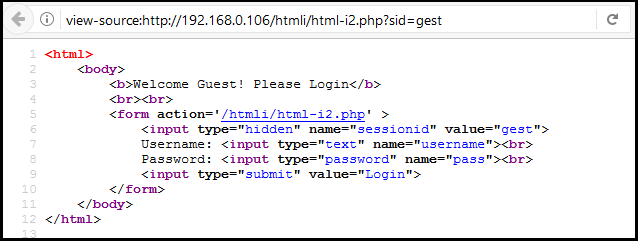 view-source:http://192.168.0.106/htmli/html-i2.php?sid=gest
1 <html>
2 <body>
3 <b>Welcome Guest! Please Login</b>
4 <br><br>
5 <form action='/htmli/html-i2.php' >
6 <input type="hidden" name="sessionid" value="gest">
7 Username: <input type="text" name="username"><br>
8 Password: <input type="password" name="pass"><br>
9 <input type="submit" value="Login">
10 </form>
11 </body>
12 </html>
13